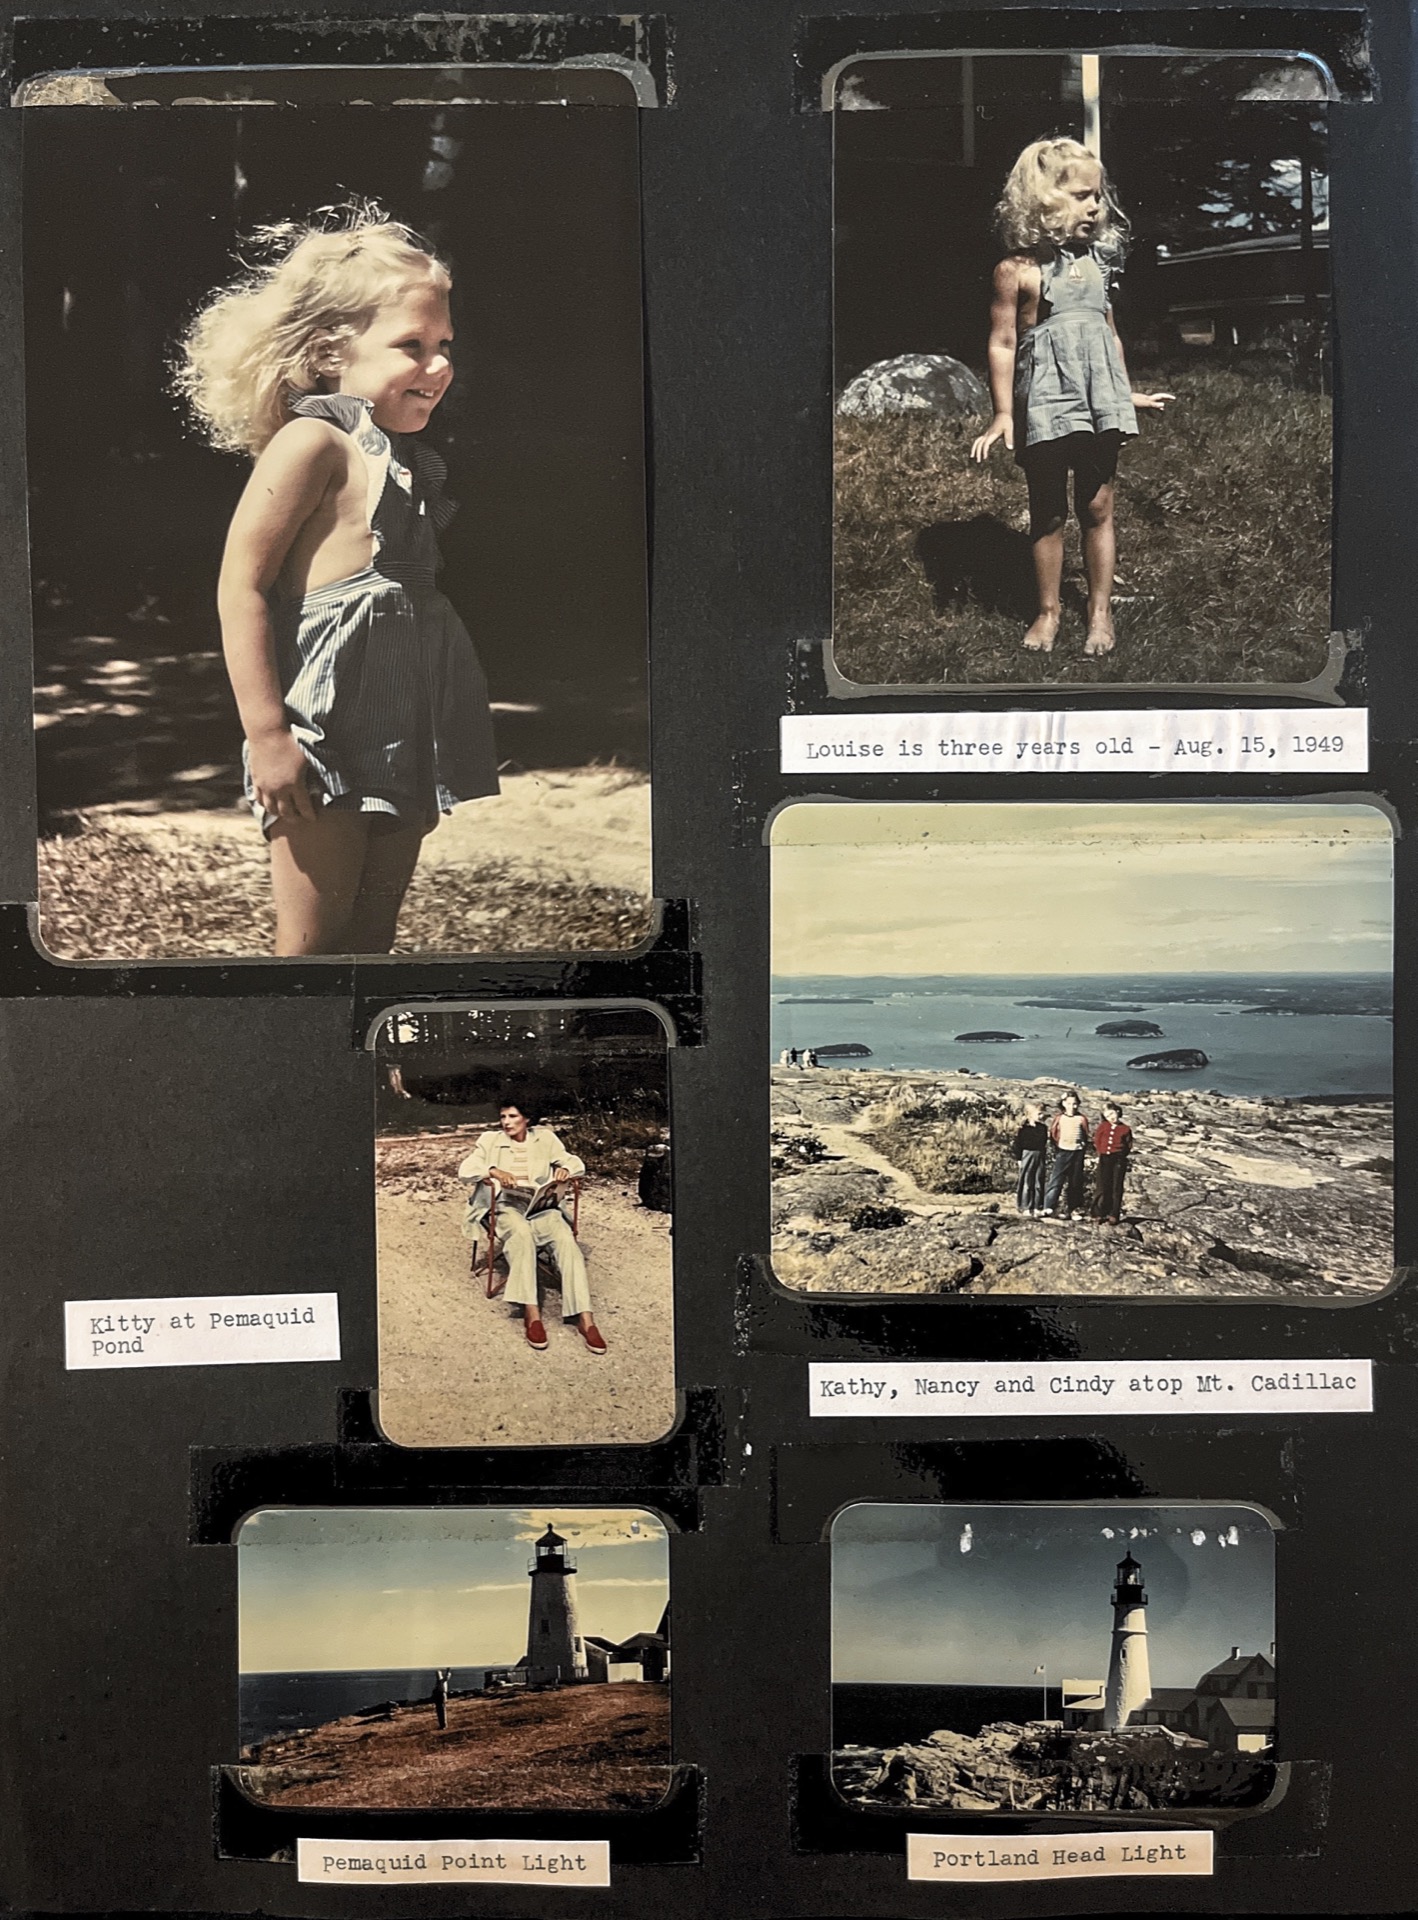 Louise is three years old - Aug. 15, 1949
Kitty at Pemaquid
Pond
Kathy, Nancy and Cindy atop Mt. Cadillac
Pemaquid Point Light
Portland Head Light